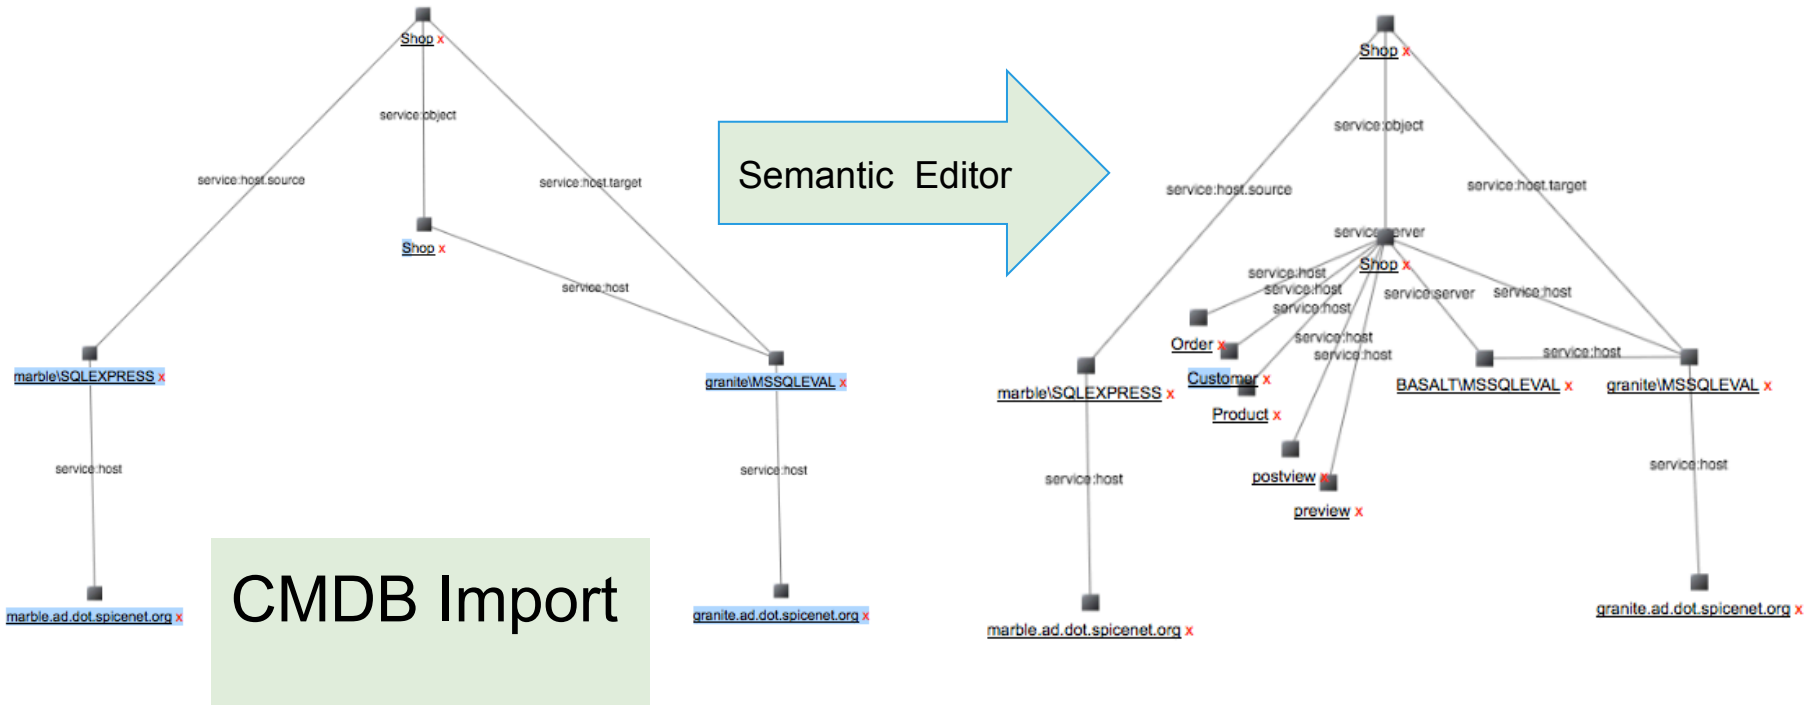 Shop x
service:object
service:host.source
service:host.target
Shop x
service:host
marble\SQLEXPRESS x
granite\MSSQLEVAL x
service:host
service:host
marble.ad.dot.spicenet.org x
granite.ad.dot.spicenet.org x
CMDB Import
Semantic Editor
Shop x
service:object
service:host.source
service:host.target
service:server
Shop x
service:host
service:host
service:host
service:server
service:host
Order x
service:host
service:host
service:host
Customer x
marble\SQLEXPRESS x
BASALT\MSSQLEVAL x
granite\MSSQLEVAL x
Product x
service:host
service:host
postview x
preview x
marble.ad.dot.spicenet.org x
granite.ad.dot.spicenet.org x